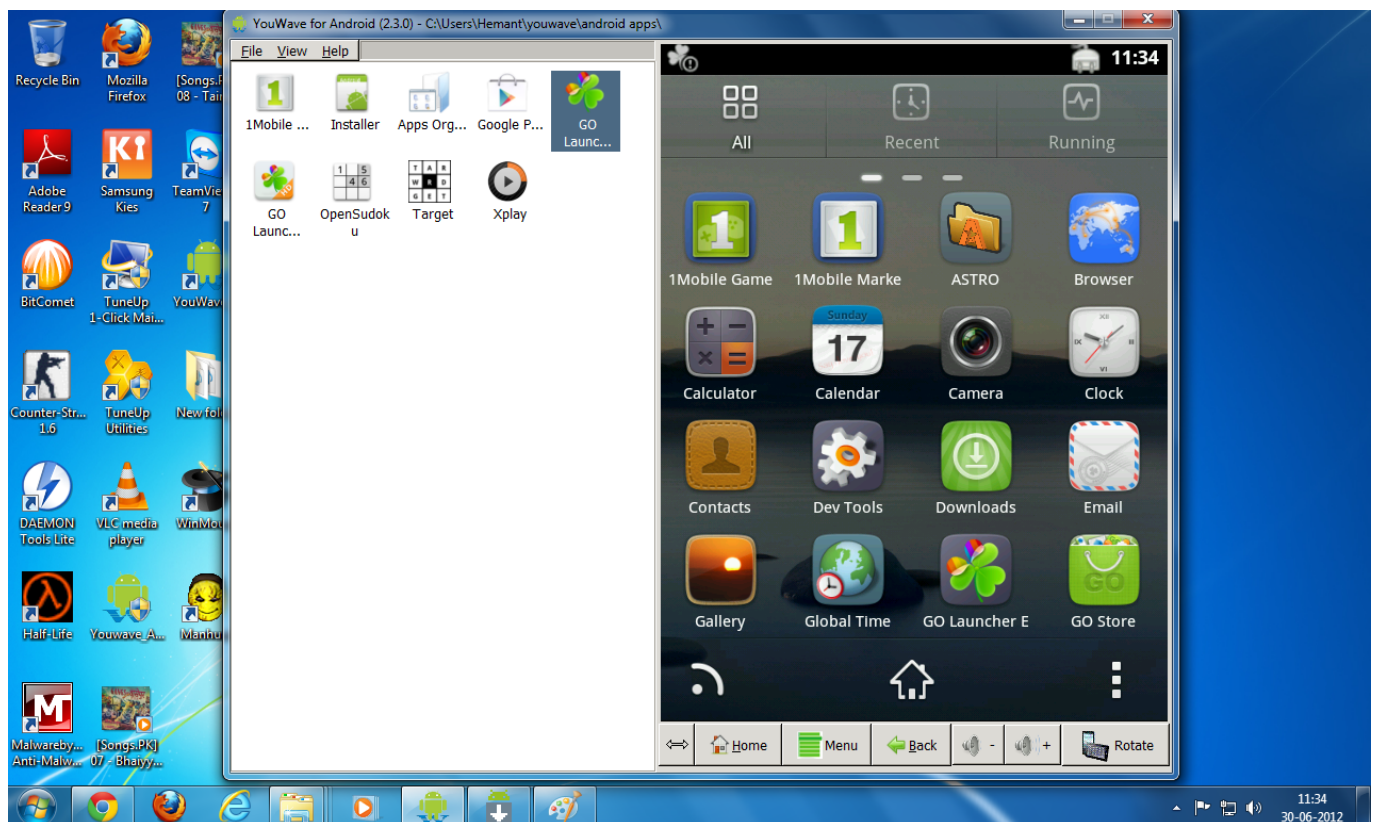 YouWave for Android (2.3.0) - C:\Users\Hemant\youwave\android apps\
File View Help
Recycle Bin
Mozilla
Firefox
[Songs.P
08 - Tair
Adobe
Reader 9
Samsung
Kies
TeamVie
7
BitComet
TuneUp
1-Click Mai...
YouWave
Counter-Str...
1.6
TuneUp
Utilities
New fol
DAEMON
Tools Lite
VLC media
player
WinMou
Half-Life
Youwave_A...
Manhu
Malwareby...
Anti-Malw...
[Songs.PK]
07 - Bhaiyy...
1Mobile ...
Installer
Apps Org...
Google P...
GO
Launc...
GO
Launc...
OpenSudok
u
Target
Xplay
11:34
All
Recent
Running
1Mobile Game
1Mobile Marke
ASTRO
Browser
Calculator
Sunday
17
Calendar
Camera
Clock
Contacts
Dev Tools
Downloads
Email
Gallery
Global Time
GO Launcher E
GO
GO Store
Home
Menu
Back
-
+
Rotate
11:34
30-06-2012